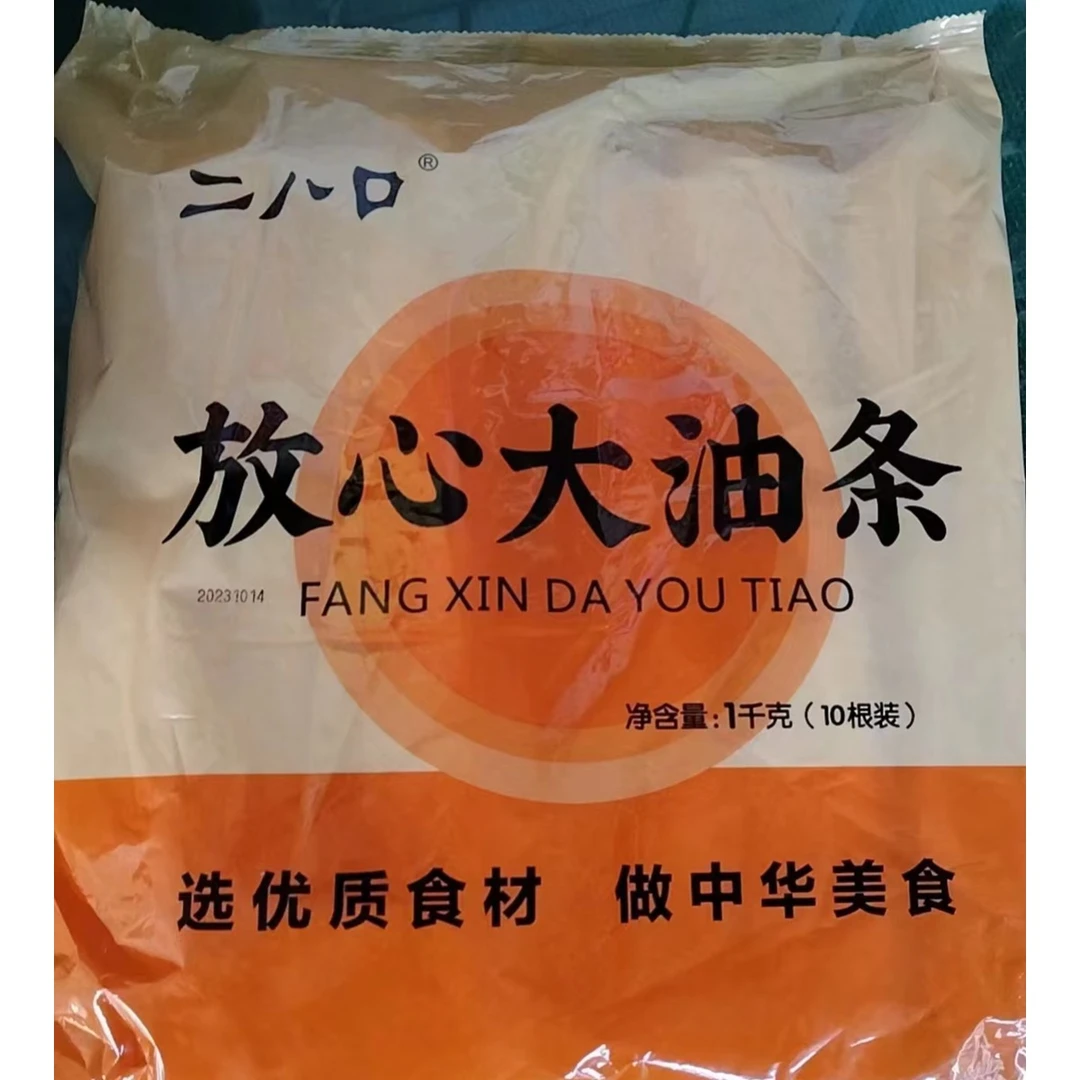 二八口®
放心大油条
20231014 FANG XIN DA YOU TIAO
净含量:1千克(10根装)
选优质食材 做中华美食